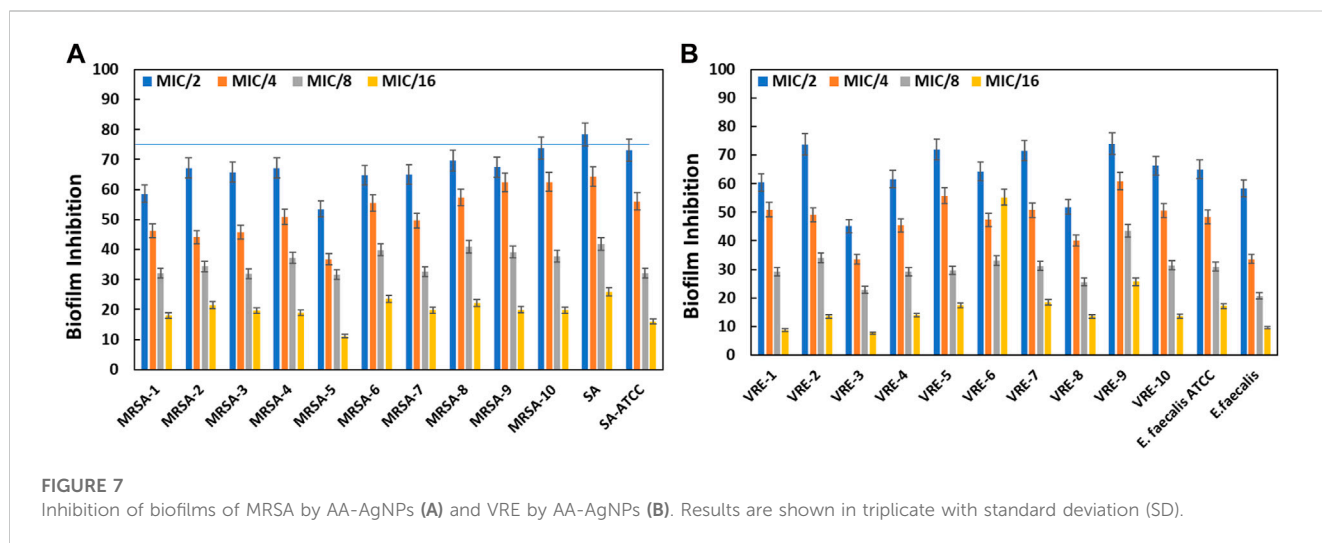 A
100
90
80
70
60
50
40
30
20
10
0
Biofilm Inhibition
MIC/2 MIC/4 MIC/8 MIC/16
MRSA-1 MRSA-2 MRSA-3 MRSA-4 MRSA-5 MRSA-6 MRSA-7 MRSA-8 MRSA-9 MRSA-10 SA SA-ATCC
B
100
90
80
70
60
50
40
30
20
10
0
Biofilm Inhibition
MIC/2 MIC/4 MIC/8 MIC/16
VRE-1 VRE-2 VRE-3 VRE-4 VRE-5 VRE-6 VRE-7 VRE-8 VRE-9 VRE-10 E. faecalis ATCC E.faecalis
FIGURE 7
Inhibition of biofilms of MRSA by AA-AgNPs (A) and VRE by AA-AgNPs (B). Results are shown in triplicate with standard deviation (SD).